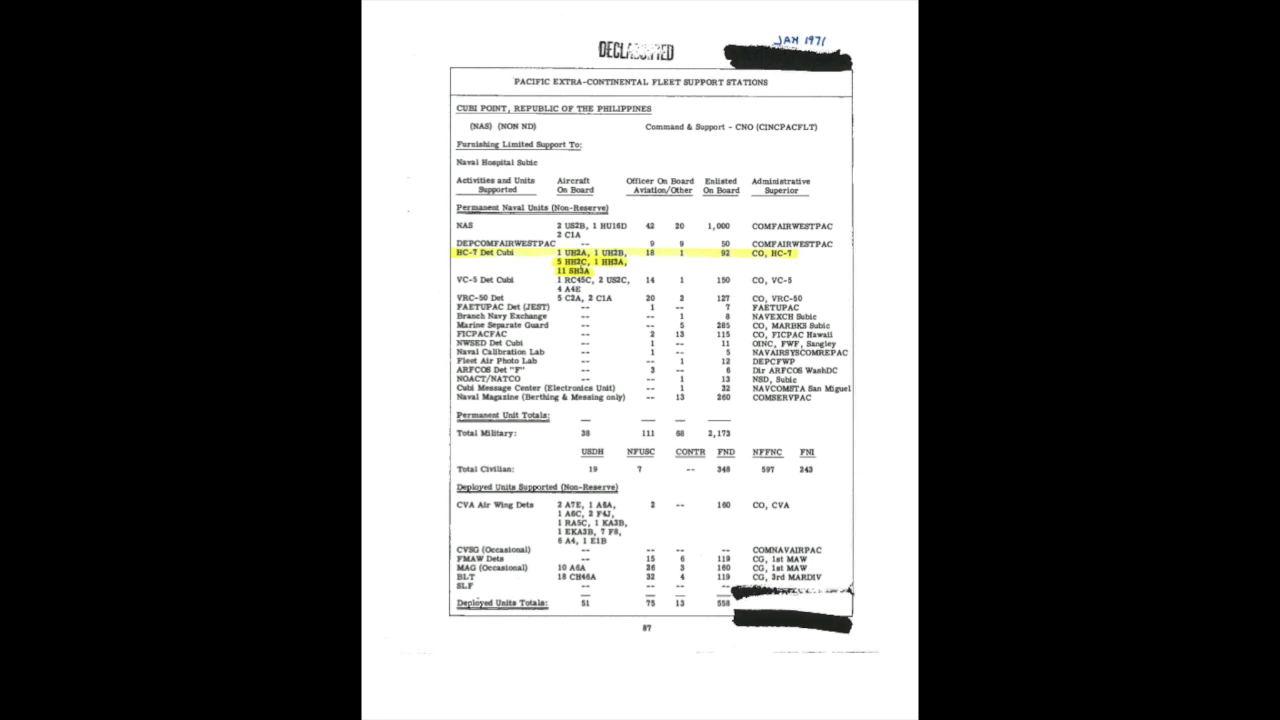 JAN 1971
DECLASSIFIED
PACIFIC EXTRA-CONTINENTAL FLEET SUPPORT STATIONS
CUBI POINT, REPUBLIC OF THE PHILIPPINES
(NAS) (NON ND) Command & Support - CNO (CINCPACFLT)
Furnishing Limited Support To:
Naval Hospital Subic
Activities and Units Aircraft Officer On Board Enlisted Administrative
Supported On Board Aviation/Other On Board Superior
Permanent Naval Units (Non-Reserve)
NAS 2 US2B, 1 HU16D 42 20 1,000 COMFAIRWESTPAC
2 C1A
DEPCOMFAIRWESTPAC -- 9 9 50 COMFAIRWESTPAC
HC-7 Det Cubi 1 UH2A, 1 UH2B, 18 1 92 CO, HC-7
5 HH2C, 1 HH3A,
11 SH3A
VC-5 Det Cubi 1 RC45C, 2 US2C, 14 1 150 CO, VC-5
4 A4E
VRC-50 Det 5 C2A, 2 C1A 20 2 127 CO, VRC-50
FAETUPAC Det (JEST) -- 1 -- 7 FAETUPAC
Branch Navy Exchange -- -- 1 8 NAVEXCH Subic
Marine Separate Guard -- -- 5 285 CO, MARBKS Subic
FICPACFAC -- 2 13 115 CO, FICPAC Hawaii
NWSED Det Cubi -- 1 -- 11 OINC, FWF, Sangley
Naval Calibration Lab -- 1 -- 5 NAVAIRSYSCOMREPAC
Fleet Air Photo Lab -- -- 1 12 DEPCFWP
ARFCOS Det "F" -- 3 -- 6 Dir ARFCOS WashDC
NOACT/NATCO -- -- 1 13 NSD, Subic
Cubi Message Center (Electronics Unit) -- 1 32 NAVCOMSTA San Miguel
Naval Magazine (Berthing & Messing only) -- 13 260 COMSERVPAC
Permanent Unit Totals:
Total Military: 38 111 68 2,173
USDH NFUSC CONTR FND NFFNC FNI
Total Civilian: 19 7 -- 348 597 243
Deployed Units Supported (Non-Reserve)
CVA Air Wing Dets 2 A7E, 1 A6A, 2 -- 160 CO, CVA
1 A6C, 2 F4J,
1 RA5C, 1 KA3B,
1 EKA3B, 7 F8,
6 A4, 1 E1B
CVSG (Occasional) -- -- -- -- COMNAVAIRPAC
FMAW Dets -- 15 6 119 CG, 1st MAW
MAG (Occasional) 10 A6A 26 3 160 CG, 1st MAW
BLT 18 CH46A 32 4 119 CG, 3rd MARDIV
SLF -- -- -- --
Deployed Units Totals: 51 75 13 558
87